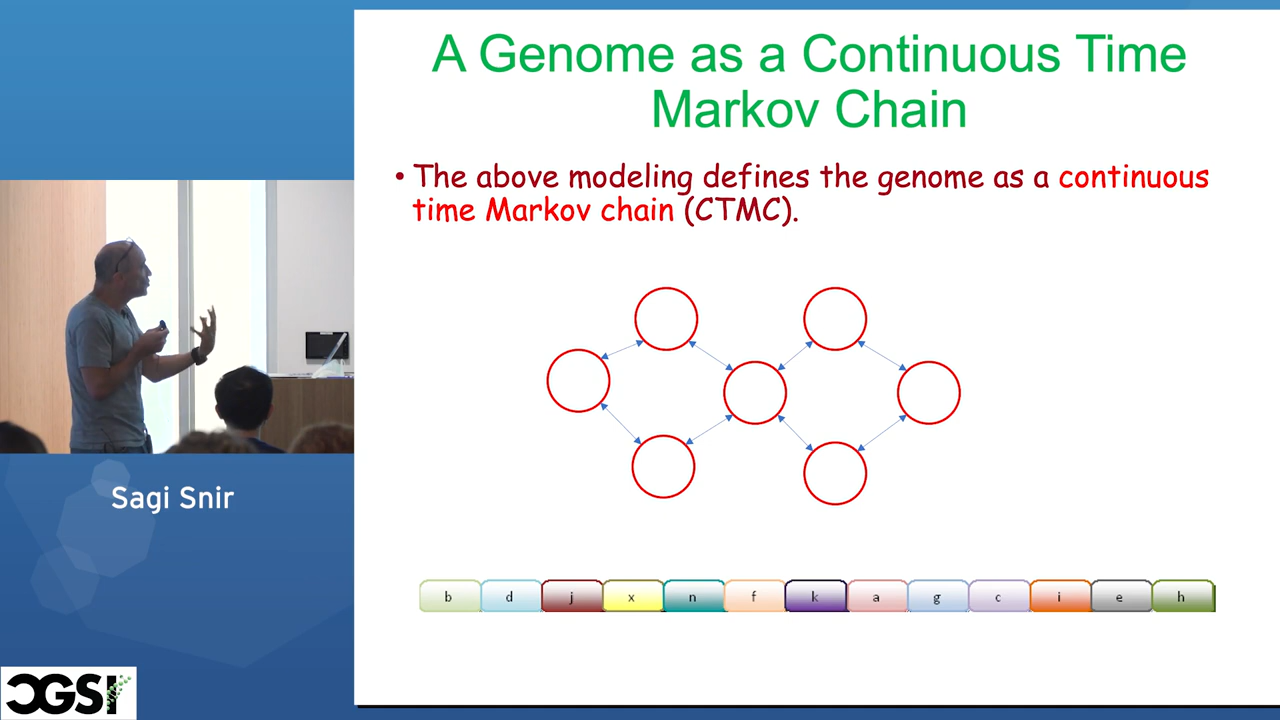 A Genome as a Continuous Time
Markov Chain
• The above modeling defines the genome as a continuous
time Markov chain (CTMC).
b d j x n f k a g c i e h
Sagi Snir
CGSI